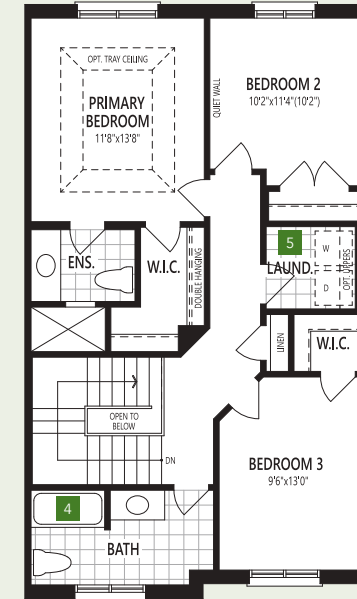 OPT. TRAY CEILING
PRIMARY
BEDROOM
11'8"x13'8"
QUIET WALL
BEDROOM 2
10'2"x11'4"(10'2")
ENS.
W.I.C.
DOUBLE HANGING
5
LAUND.
W
D
OPT. UPPERS
LINEN
W.I.C.
OPEN TO
BELOW
DN
BEDROOM 3
9'6"x13'0"
4
BATH